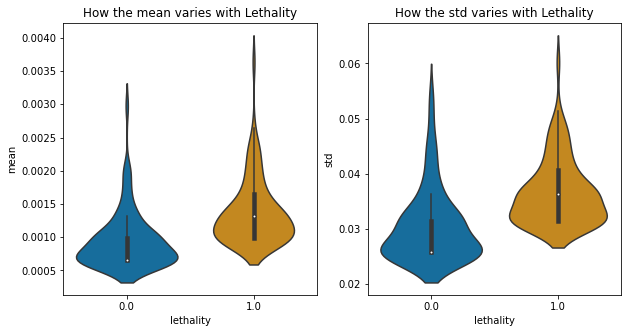 How the mean varies with Lethality
0.0040
0.0035
0.0030
0.0025
0.0020
0.0015
0.0010
0.0005
mean
0.0
1.0
lethality
How the std varies with Lethality
0.06
0.05
0.04
0.03
0.02
std
0.0
1.0
lethality